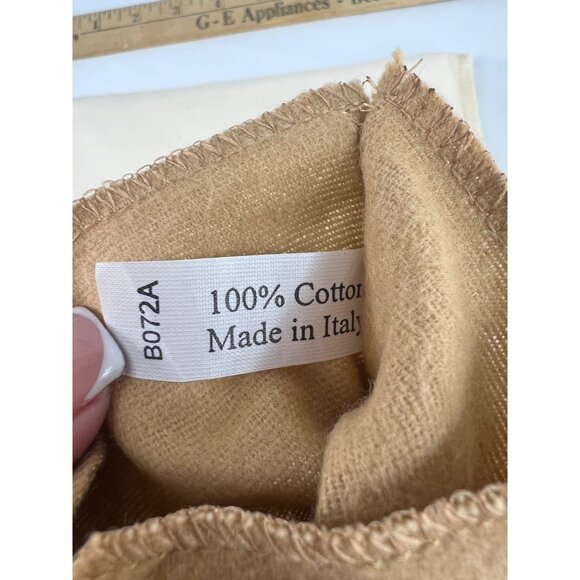 G-E Appliances - 
B072A
100% Cotton
Made in Italy